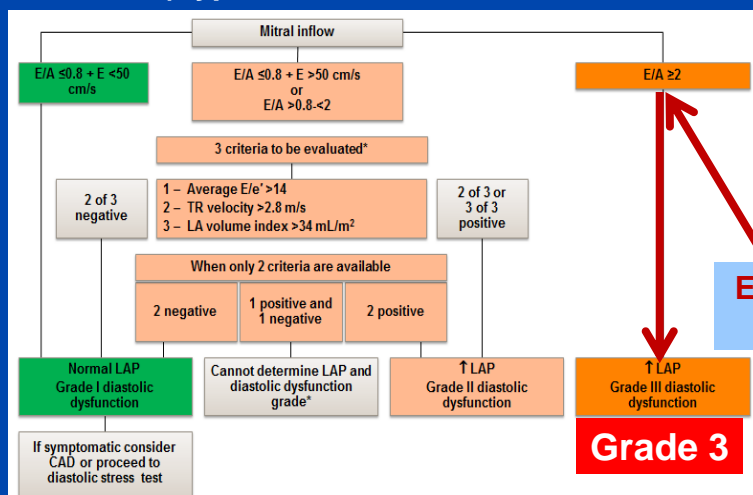 Mitral inflow
E/A ≤0.8 + E <50
cm/s
E/A ≤0.8 + E >50 cm/s
or
E/A >0.8-<2
E/A ≥2
3 criteria to be evaluated*
2 of 3
negative
1 – Average E/e' >14
2 – TR velocity >2.8 m/s
3 – LA volume index >34 mL/m²
2 of 3 or
3 of 3
positive
When only 2 criteria are available
2 negative
1 positive and
1 negative
2 positive
E
Normal LAP
Grade I diastolic
dysfunction
Cannot determine LAP and
diastolic dysfunction
grade*
↑ LAP
Grade II diastolic
dysfunction
↑ LAP
Grade III diastolic
dysfunction
If symptomatic consider
CAD or proceed to
diastolic stress test
Grade 3